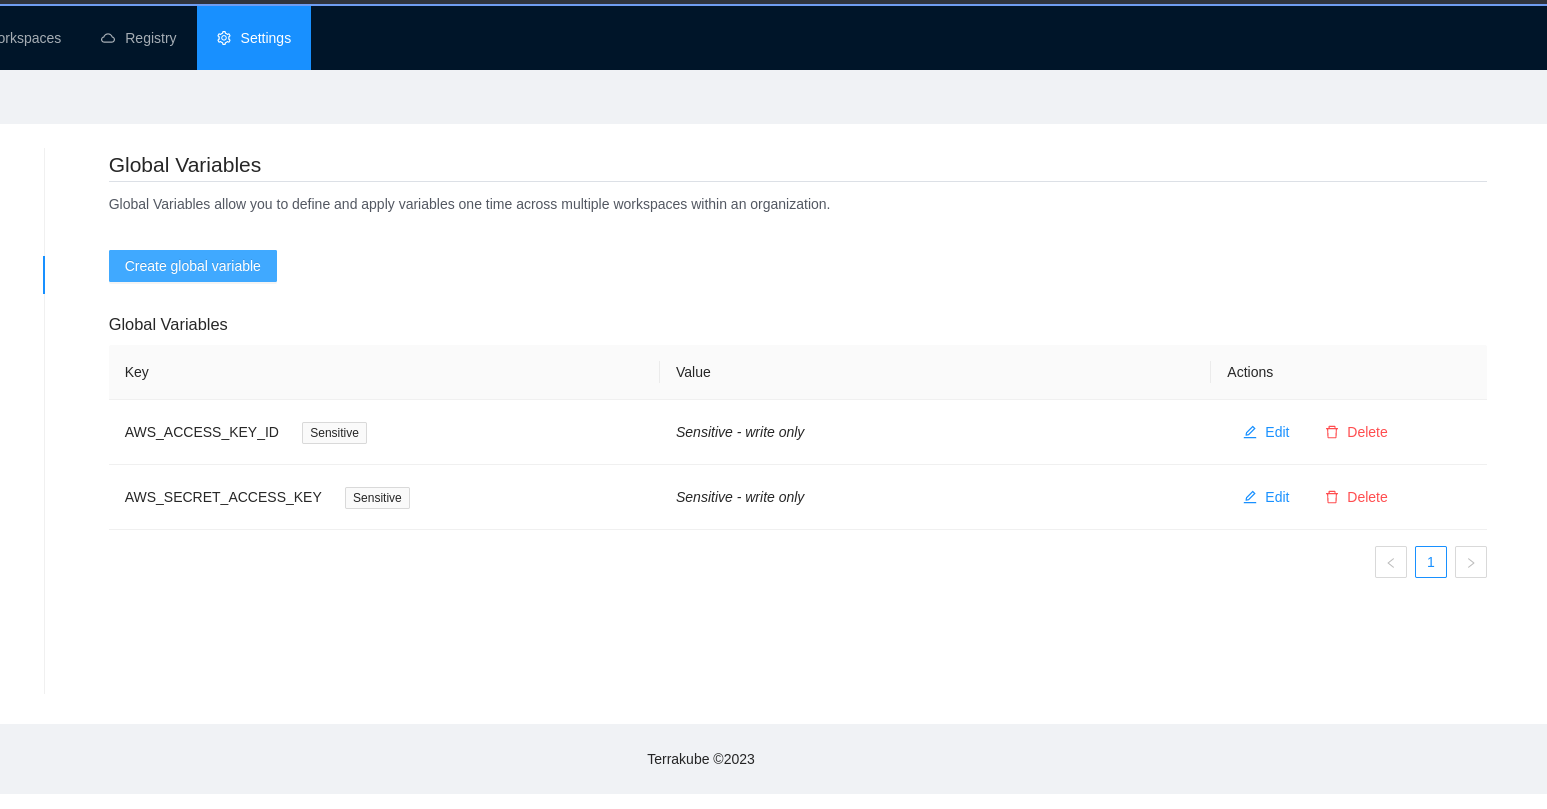 orkspaces Registry Settings
Global Variables
Global Variables allow you to define and apply variables one time across multiple workspaces within an organization.
Create global variable
Global Variables
Key Value Actions
AWS_ACCESS_KEY_ID Sensitive Sensitive - write only Edit Delete
AWS_SECRET_ACCESS_KEY Sensitive Sensitive - write only Edit Delete
1
Terrakube ©2023